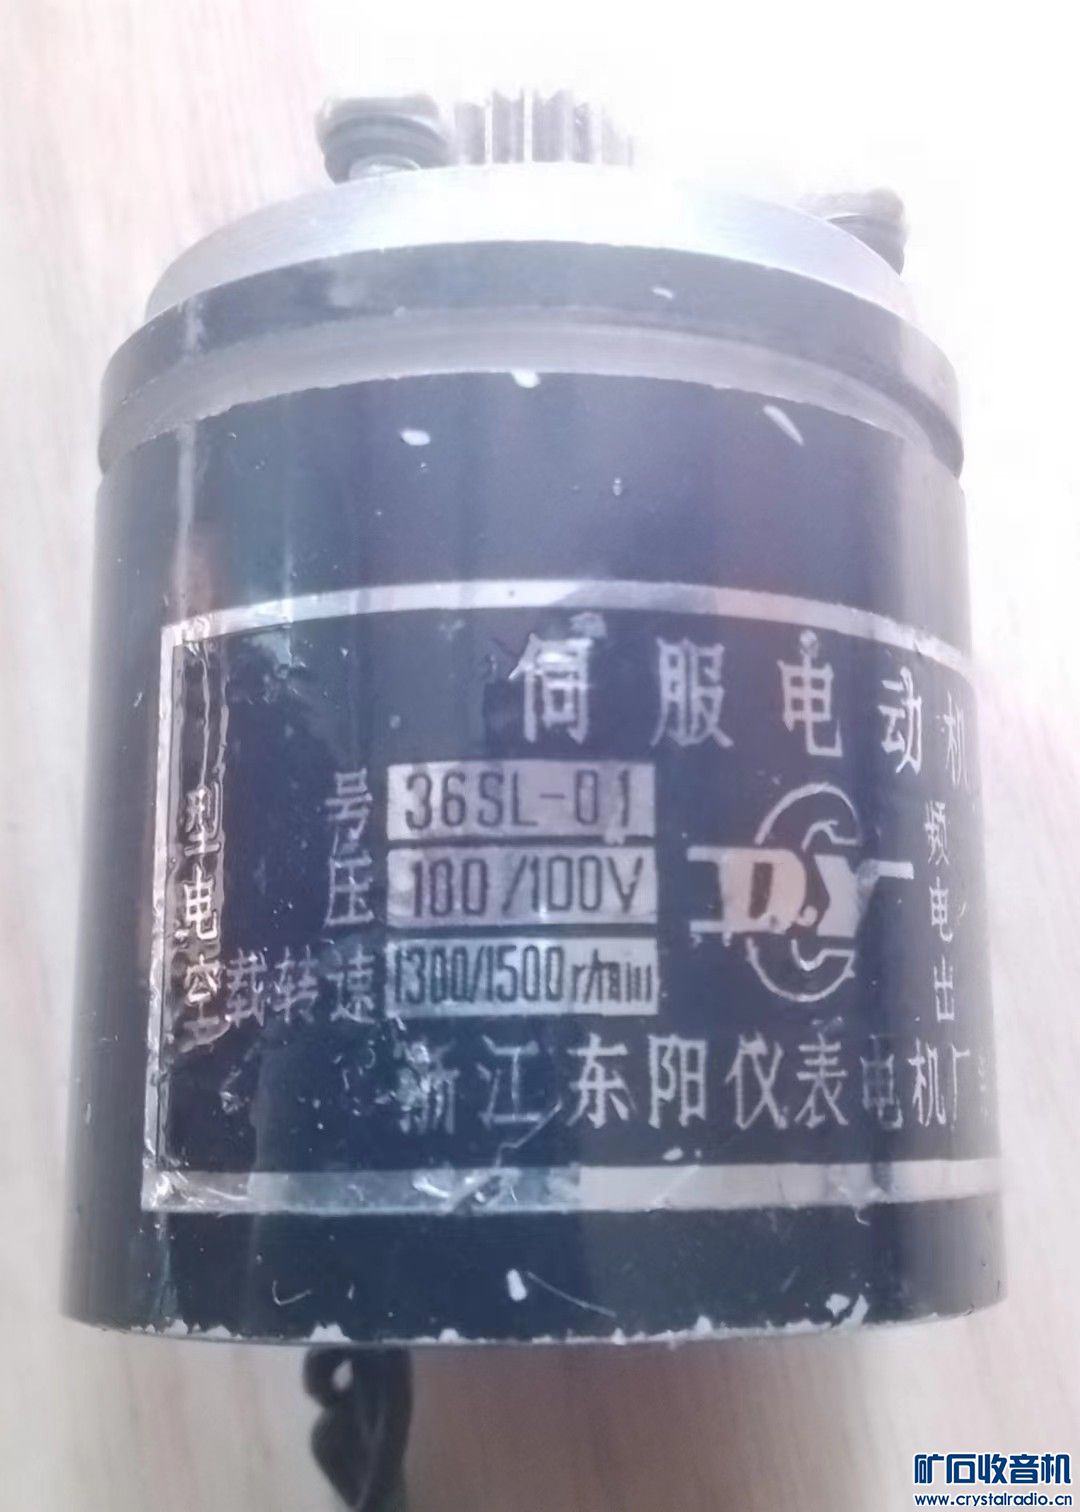 伺服电动机
型号 36SL-01
电压 100/100V
空载转速 1300/1500r/min
DSY
频
电
出
浙江东阳仪表电机厂
矿石收音机
www.crystalradio.cn